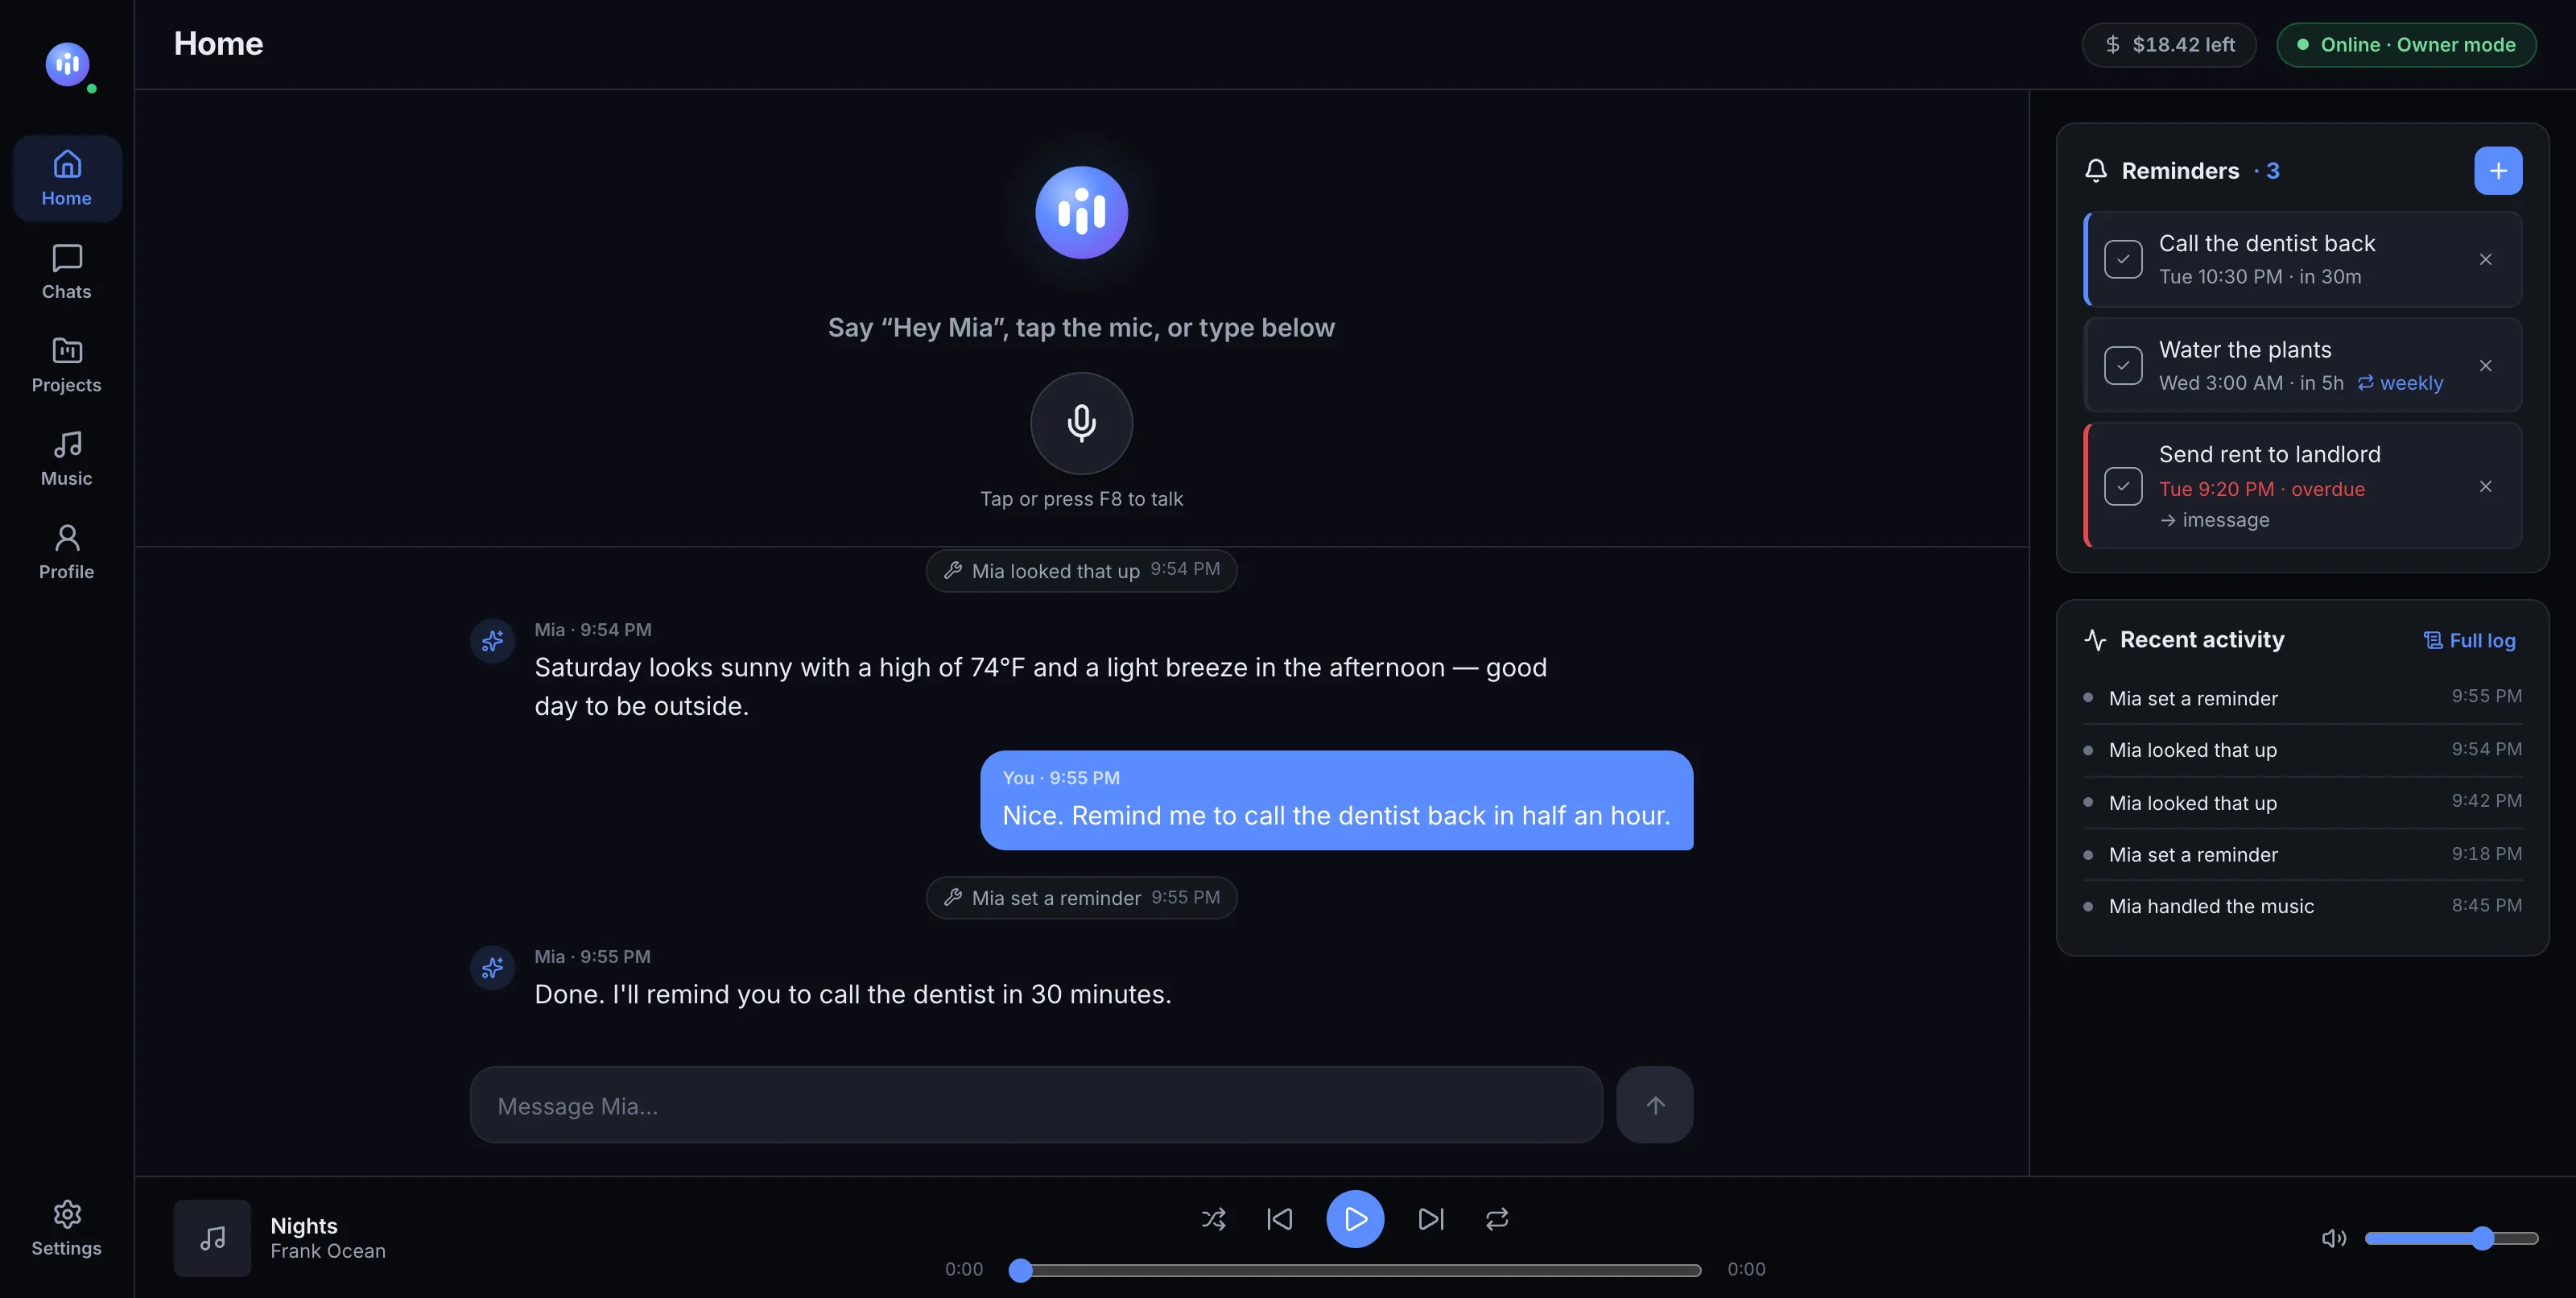 Home
$18.42 left
Online · Owner mode
Home
Chats
Projects
Music
Profile
Settings
Say “Hey Mia”, tap the mic, or type below
Tap or press F8 to talk
Mia looked that up 9:54 PM
Mia · 9:54 PM
Saturday looks sunny with a high of 74°F and a light breeze in the afternoon — good
day to be outside.
You · 9:55 PM
Nice. Remind me to call the dentist back in half an hour.
Mia set a reminder 9:55 PM
Mia · 9:55 PM
Done. I'll remind you to call the dentist in 30 minutes.
Message Mia...
Reminders · 3
Call the dentist back
Tue 10:30 PM · in 30m
Water the plants
Wed 3:00 AM · in 5h weekly
Send rent to landlord
Tue 9:20 PM · overdue
→ imessage
Recent activity Full log
Mia set a reminder 9:55 PM
Mia looked that up 9:54 PM
Mia looked that up 9:42 PM
Mia set a reminder 9:18 PM
Mia handled the music 8:45 PM
Nights
Frank Ocean
0:00 0:00